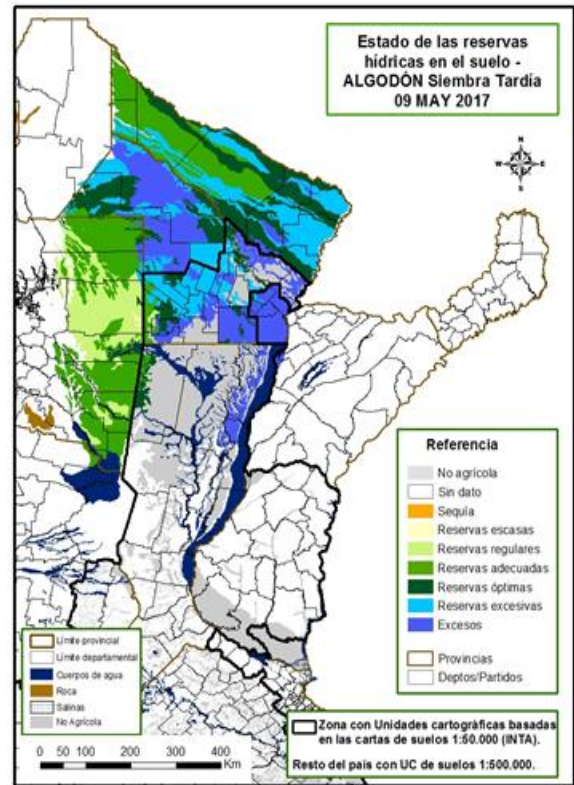 Estado de las reservas
hídricas en el suelo -
ALGODÓN Siembra Tardía
09 MAY 2017
N
W E
S
Referencia
No agrícola
Sin dato
Sequía
Reservas escasas
Reservas regulares
Reservas adecuadas
Reservas óptimas
Reservas excesivas
Excesos
Provincias
Deptos/Partidos
Límite provincial
Límite departamental
Cuerpos de agua
Roca
Salinas
No Agrícola
0 50 100 200 300 400
Km
Zona con Unidades cartográficas basadas
en las cartas de suelos 1:50.000 (INTA).
Resto del país con UC de suelos 1:500.000.